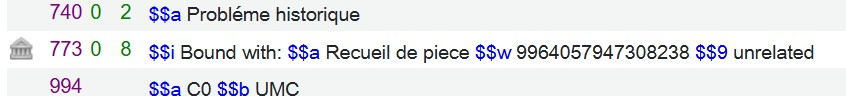 740 0 2 $$a Probléme historique
773 0 8 $$i Bound with: $$a Recueil de piece $$w 9964057947308238 $$9 unrelated
994 $$a C0 $$b UMC